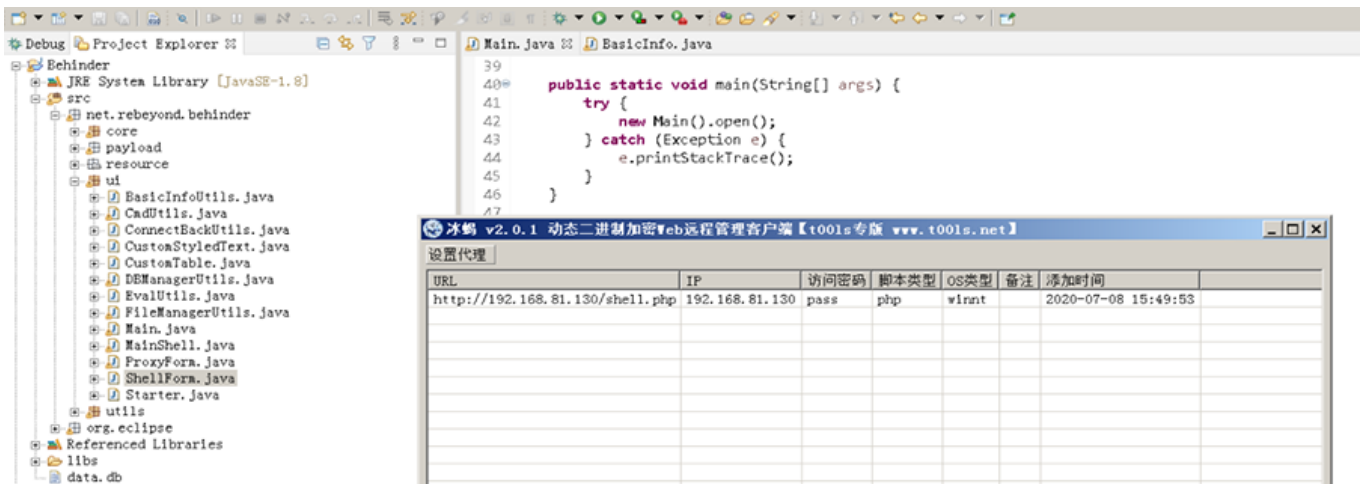 Debug Project Explorer
Behinder
JRE System Library [JavaSE-1.8]
src
net.rebeyond.behinder
core
payload
resource
ui
BasicInfoUtils.java
CmdUtils.java
ConnectBackUtils.java
CustomStyledText.java
CustomTable.java
DBManagerUtils.java
EvalUtils.java
FileManagerUtils.java
Main.java
MainShell.java
ProxyForm.java
ShellForm.java
Starter.java
utils
org.eclipse
Referenced Libraries
libs
data.db
Main.java BasicInfo.java
39
40 public static void main(String[] args) {
41 try {
42 new Main().open();
43 } catch (Exception e) {
44 e.printStackTrace();
45 }
46 }
47
冰蝎 v2.0.1 动态二进制加密Web远程管理客户端【t00ls专版 www.t00ls.net】
设置代理
URL IP 访问密码 脚本类型 OS类型 备注 添加时间
http://192.168.81.130/shell.php 192.168.81.130 pass php winnt 2020-07-08 15:49:53